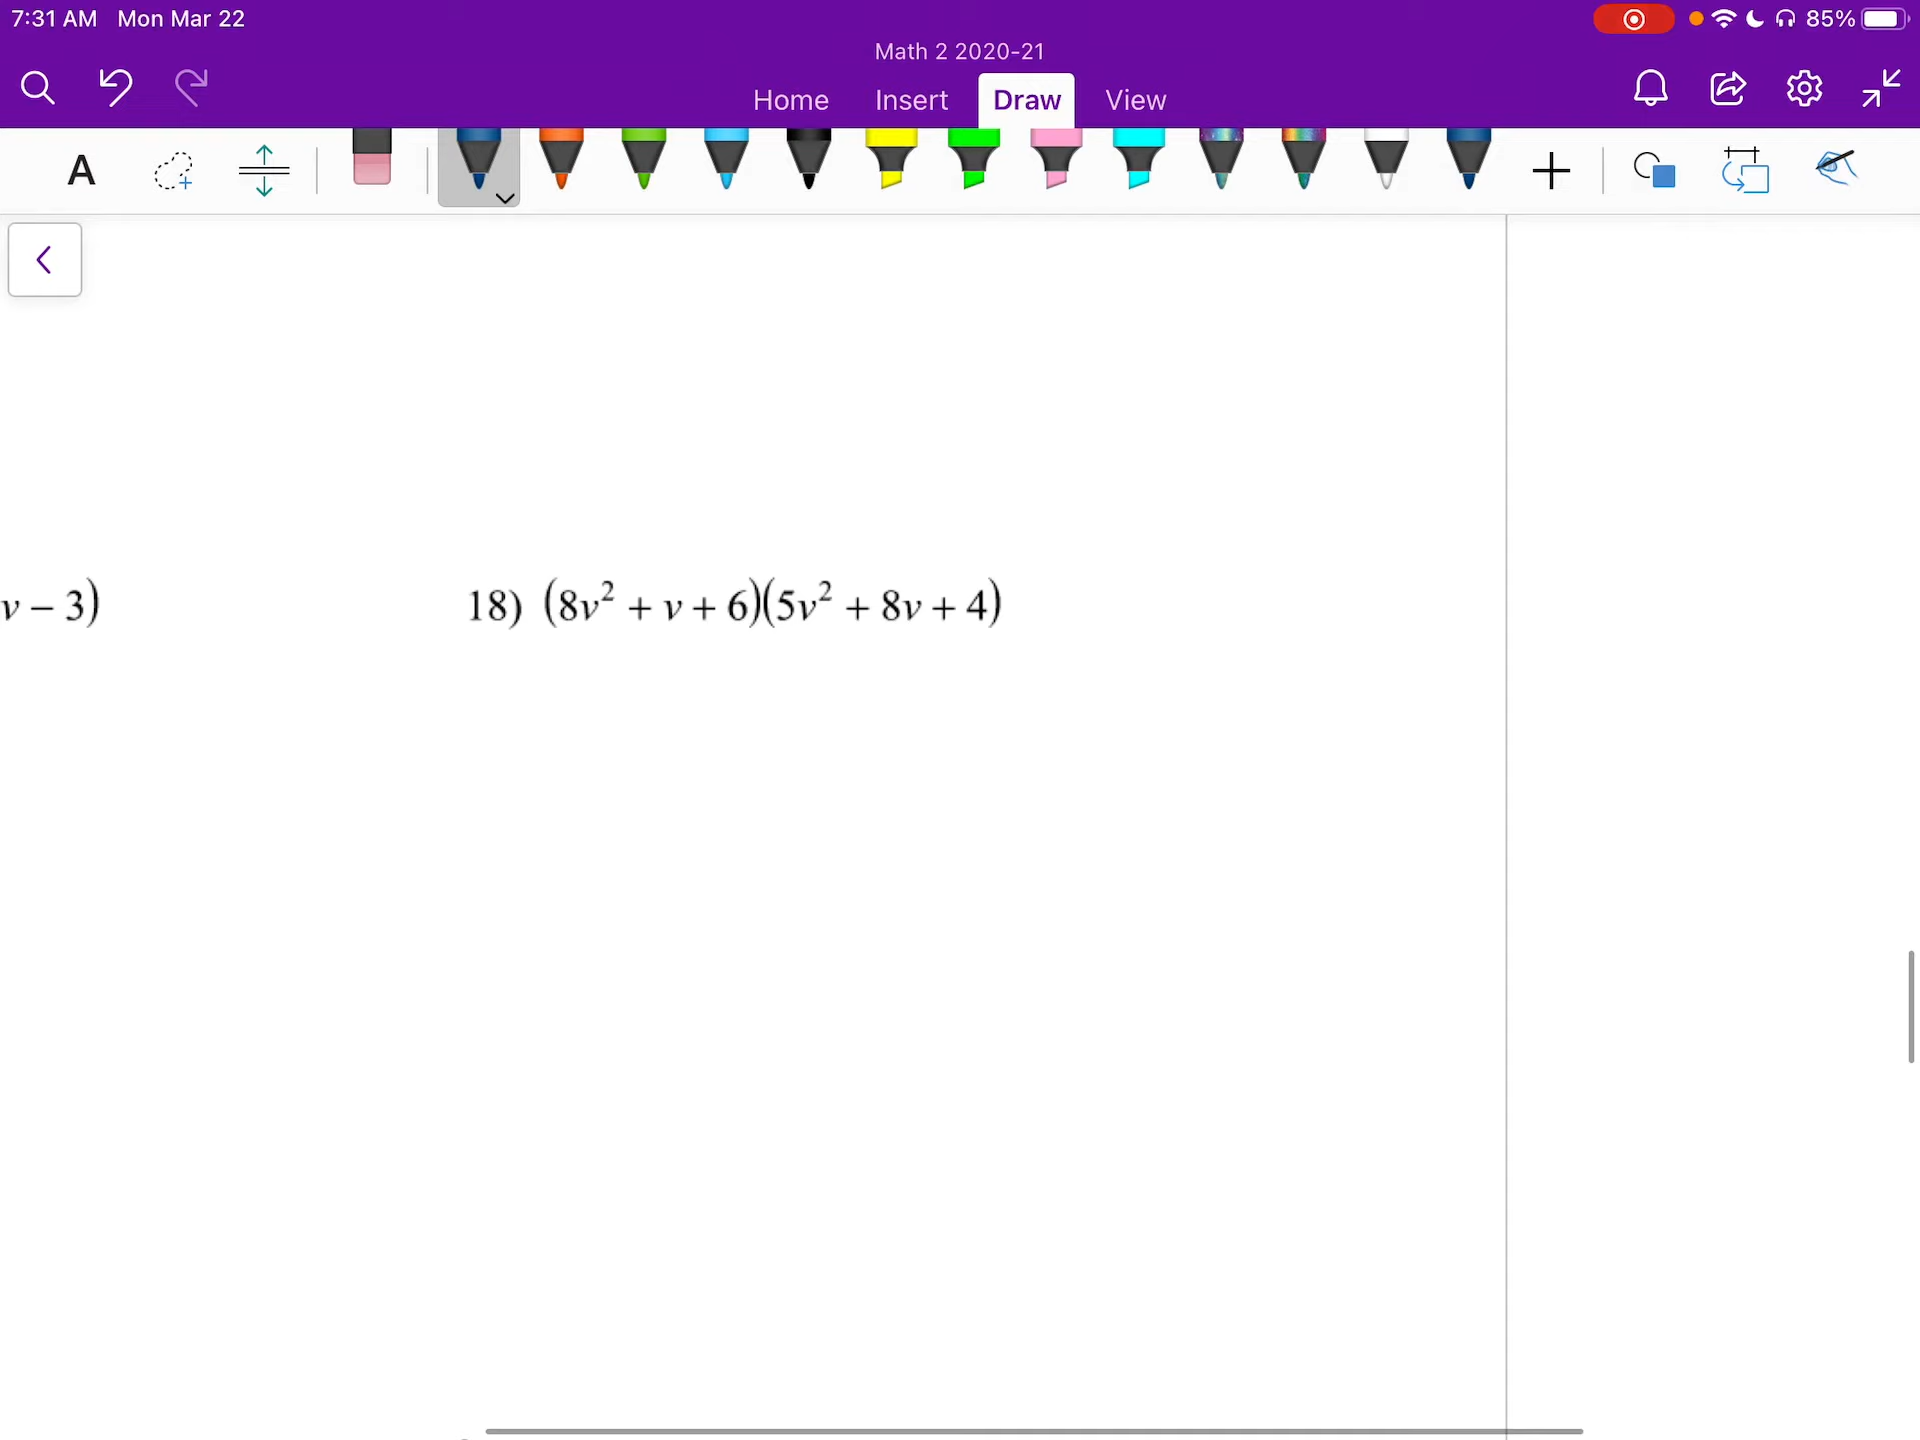 7:31 AM Mon Mar 22 85%
Math 2 2020-21
Home Insert Draw View
A
v − 3)
18) (8v² + v + 6)(5v² + 8v + 4)